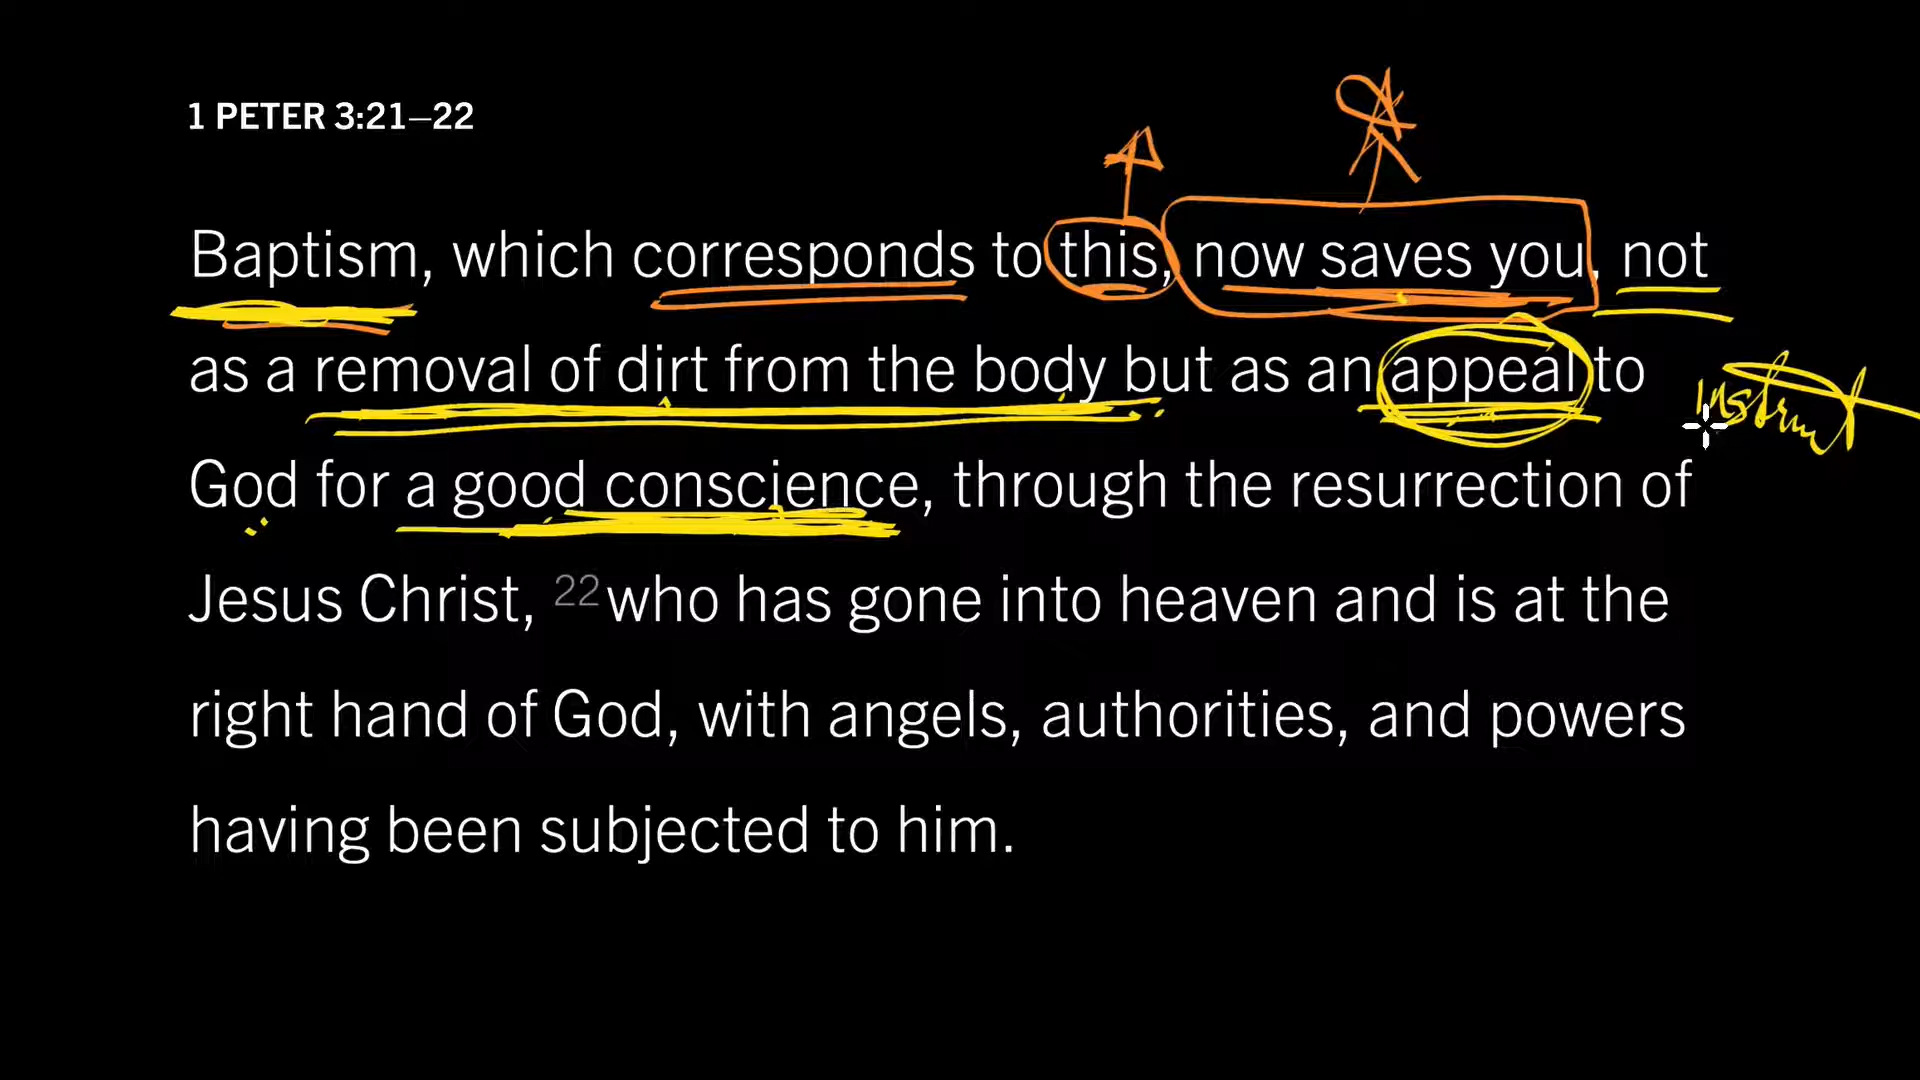 1 PETER 3:21–22
Baptism, which corresponds to this, now saves you, not
as a removal of dirt from the body but as an appeal to
God for a good conscience, through the resurrection of
Jesus Christ, 22 who has gone into heaven and is at the
right hand of God, with angels, authorities, and powers
having been subjected to him.